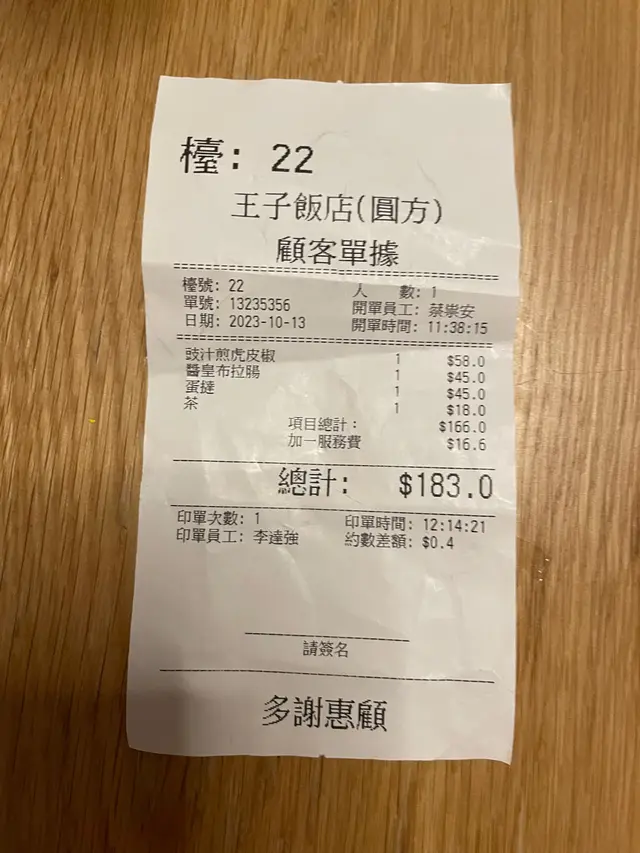 檯: 22
王子飯店(圓方)
顧客單據
檯號: 22 人 數: 1
單號: 13235356 開單員工: 蔡崇安
日期: 2023-10-13 開單時間: 11:38:15
豉汁煎虎皮椒 1 $58.0
醬皇布拉腸 1 $45.0
蛋撻 1 $45.0
茶 1 $18.0
項目總計: $166.0
加一服務費 $16.6
總計: $183.0
印單次數: 1 印單時間: 12:14:21
印單員工: 李達強 約數差額: $0.4
請簽名
多謝惠顧